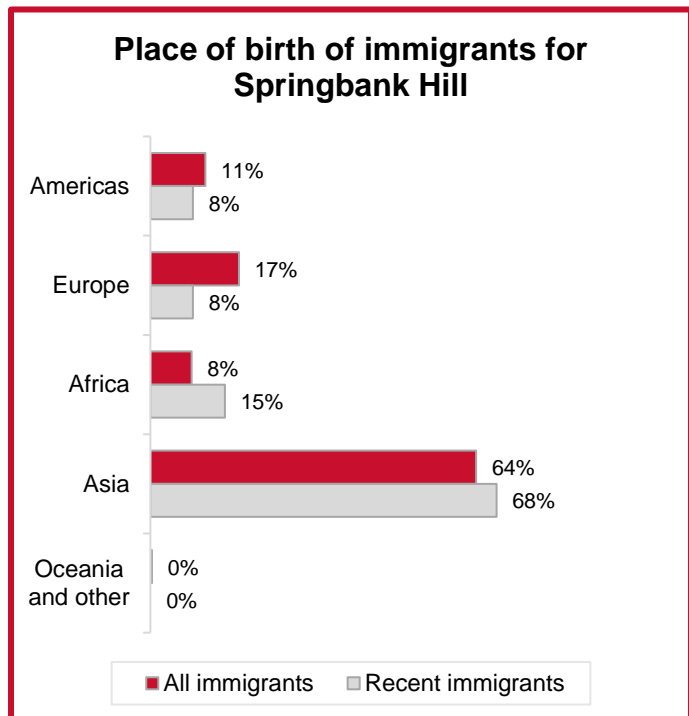 Place of birth of immigrants for
Springbank Hill
Americas
11%
8%
Europe
17%
8%
Africa
8%
15%
Asia
64%
68%
Oceania
and other
0%
0%
All immigrants
Recent immigrants